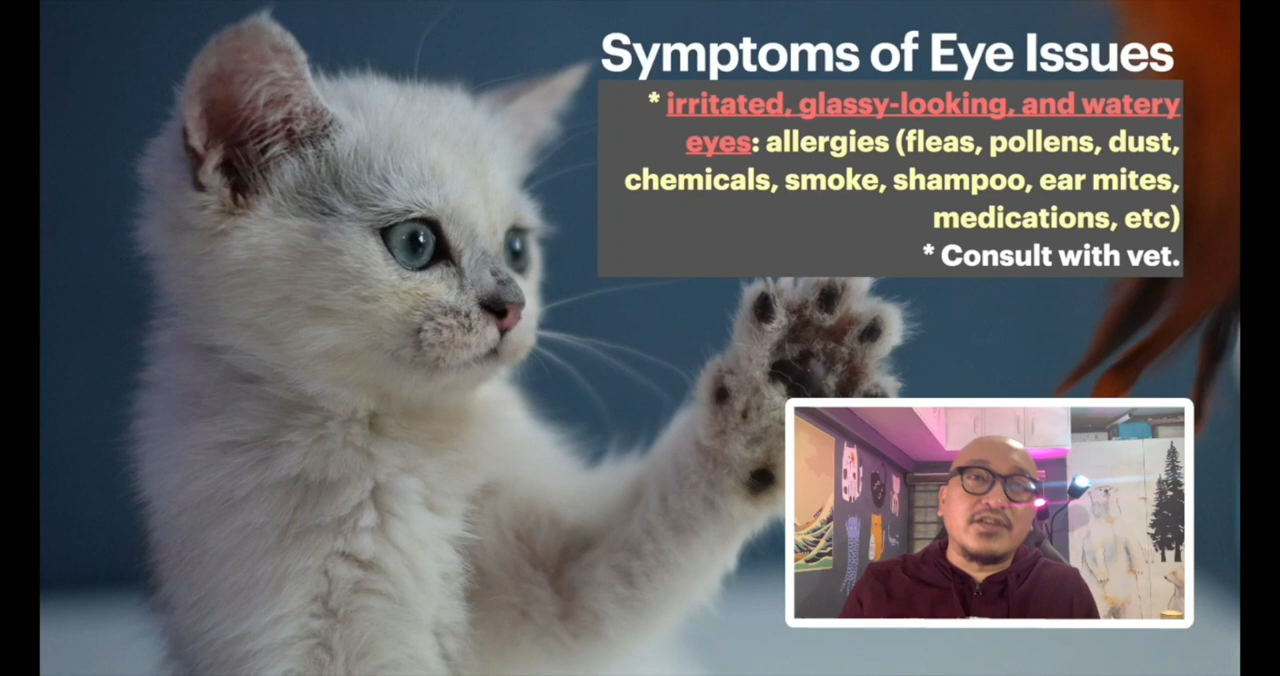 Symptoms of Eye Issues
* irritated, glassy-looking, and watery
eyes: allergies (fleas, pollens, dust,
chemicals, smoke, shampoo, ear mites,
medications, etc)
* Consult with vet.